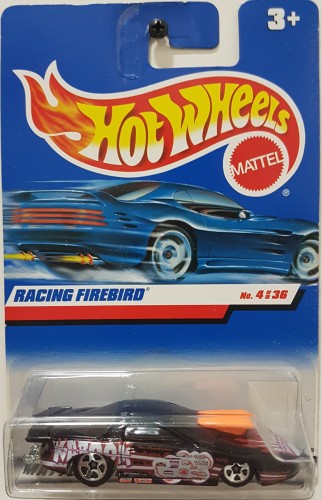 3+
Hot Wheels
MATTEL
®
RACING FIREBIRD®
No. 4 OF 36